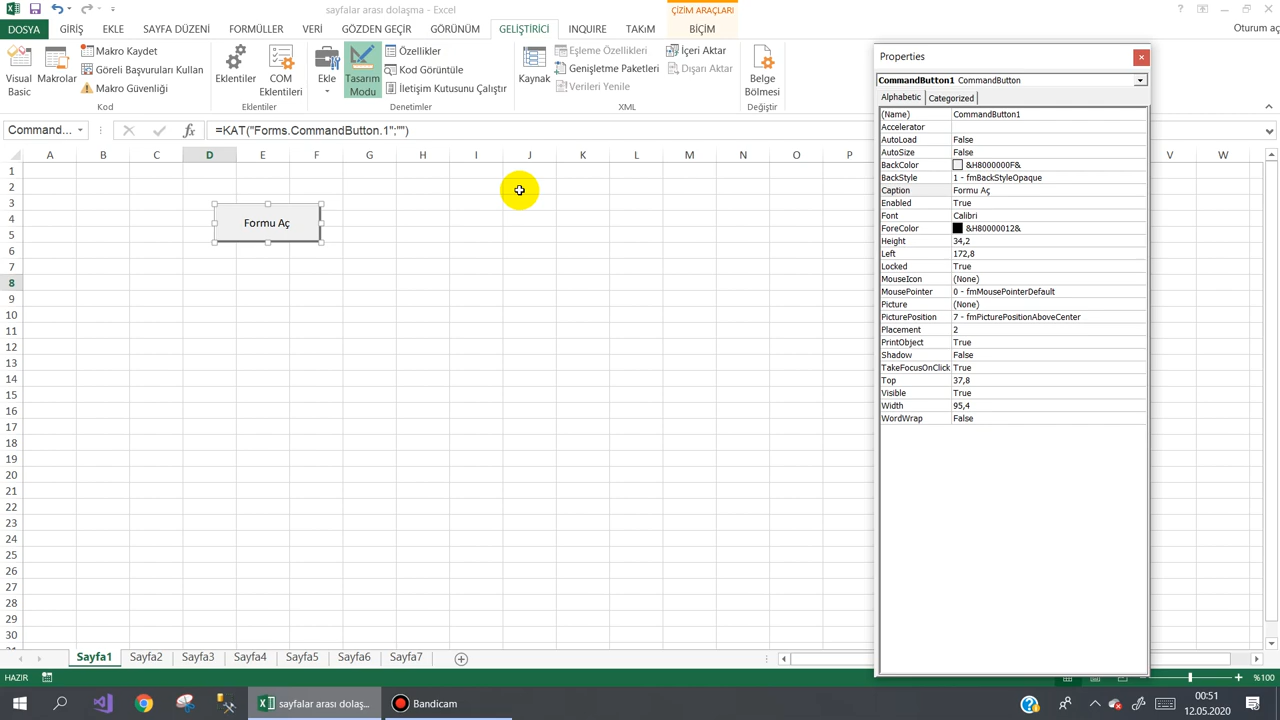 sayfalar arası dolaşma - Excel
ÇİZİM ARAÇLARI
DOSYA GİRİŞ EKLE SAYFA DÜZENİ FORMÜLLER VERİ GÖZDEN GEÇİR GÖRÜNÜM GELİŞTİRİCİ INQUIRE TAKIM BİÇİM Oturum aç
Visual Basic
Makrolar
Makro Kaydet
Göreli Başvuruları Kullan
Makro Güvenliği
Kod
Eklentiler
COM Eklentileri
Eklentiler
Ekle
Tasarım Modu
Özellikler
Kod Görüntüle
İletişim Kutusunu Çalıştır
Denetimler
Kaynak
Eşleme Özellikleri
Genişletme Paketleri
Verileri Yenile
İçeri Aktar
Dışarı Aktar
XML
Belge Bölmesi
Değiştir
Command...
=KAT("Forms.CommandButton.1";"")
A B C D E F G H I J K L M N O P V W
1
2
3
4
5
6
7
8
9
10
11
12
13
14
15
16
17
18
19
20
21
22
23
24
25
26
27
28
29
30
Formu Aç
Properties
CommandButton1 CommandButton
Alphabetic Categorized
(Name) CommandButton1
Accelerator
AutoLoad False
AutoSize False
BackColor &H8000000F&
BackStyle 1 - fmBackStyleOpaque
Caption Formu Aç
Enabled True
Font Calibri
ForeColor &H80000012&
Height 34,2
Left 172,8
Locked True
MouseIcon (None)
MousePointer 0 - fmMousePointerDefault
Picture (None)
PicturePosition 7 - fmPicturePositionAboveCenter
Placement 2
PrintObject True
Shadow False
TakeFocusOnClick True
Top 37,8
Visible True
Width 95,4
WordWrap False
Sayfa1 Sayfa2 Sayfa3 Sayfa4 Sayfa5 Sayfa6 Sayfa7
HAZIR
%100
sayfalar arası dolaş...
Bandicam
00:51
12.05.2020